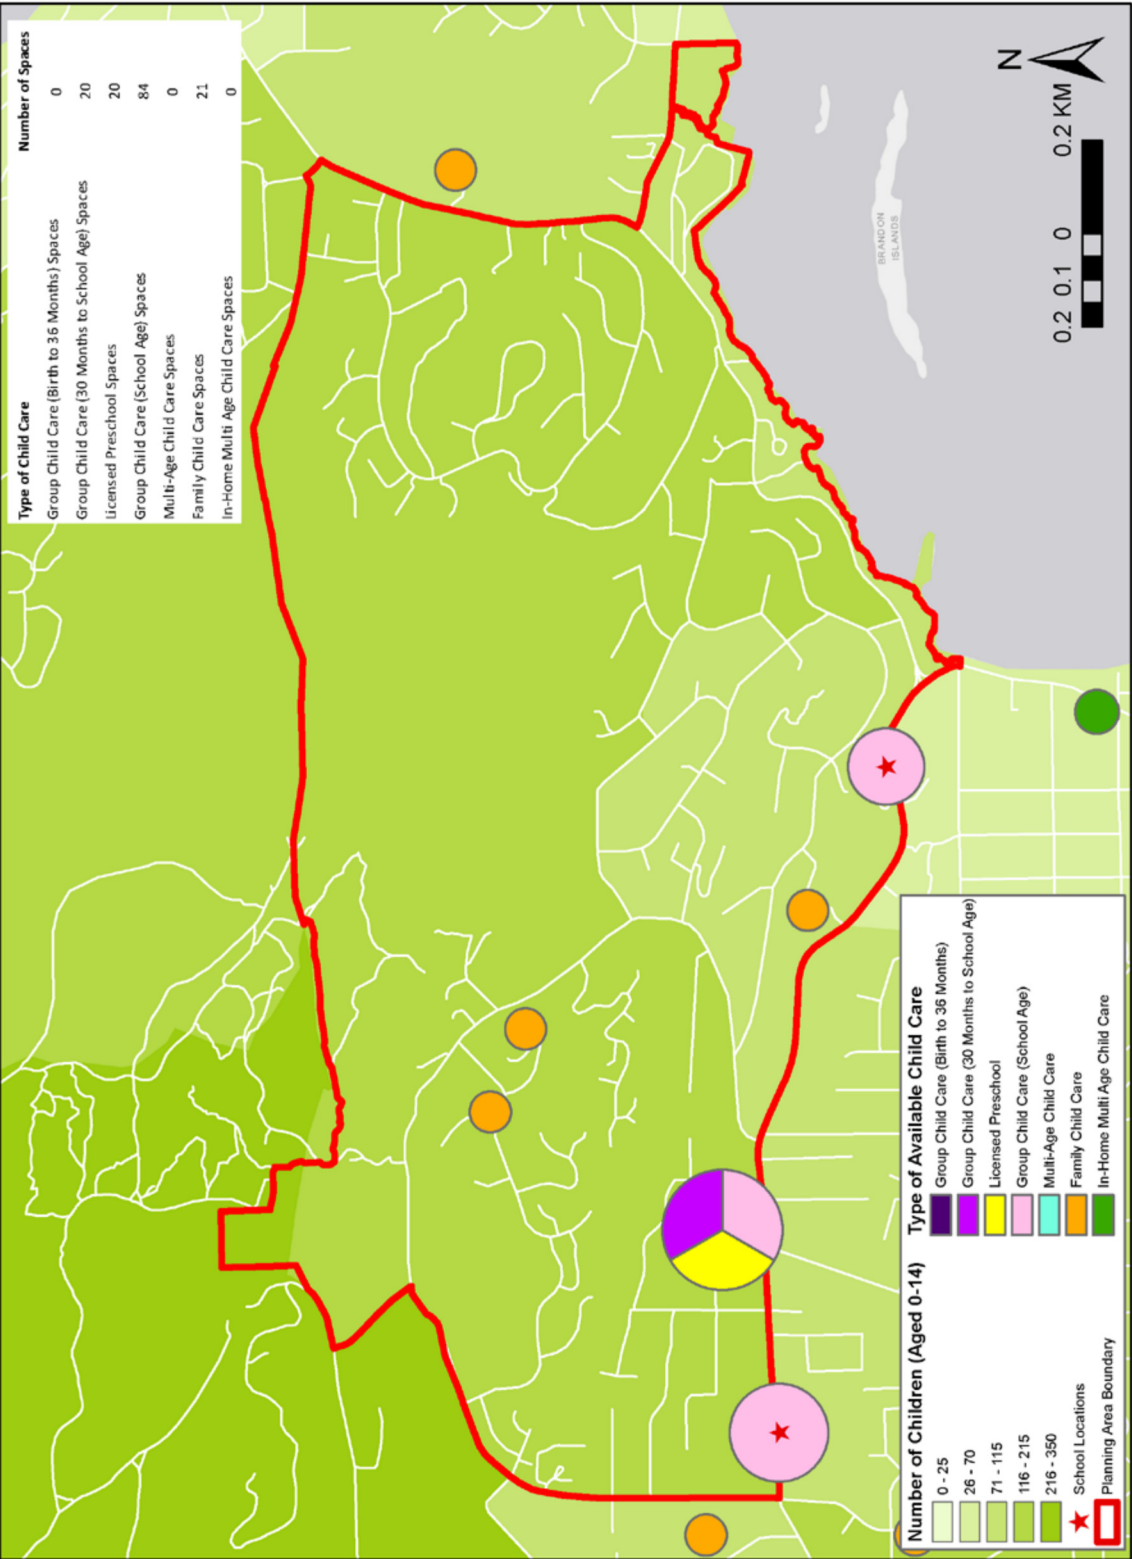 Type of Child Care Number of Spaces
Group Child Care (Birth to 36 Months) Spaces 0
Group Child Care (30 Months to School Age) Spaces 20
Licensed Preschool Spaces 20
Group Child Care (School Age) Spaces 84
Multi-Age Child Care Spaces 0
Family Child Care Spaces 21
In-Home Multi Age Child Care Spaces 0
BRANDON
ISLANDS
N
0.2 0.1 0 0.2 KM
Number of Children (Aged 0-14)
0 - 25
26 - 70
71 - 115
116 - 215
216 - 350
School Locations
Planning Area Boundary
Type of Available Child Care
Group Child Care (Birth to 36 Months)
Group Child Care (30 Months to School Age)
Licensed Preschool
Group Child Care (School Age)
Multi-Age Child Care
Family Child Care
In-Home Multi Age Child Care